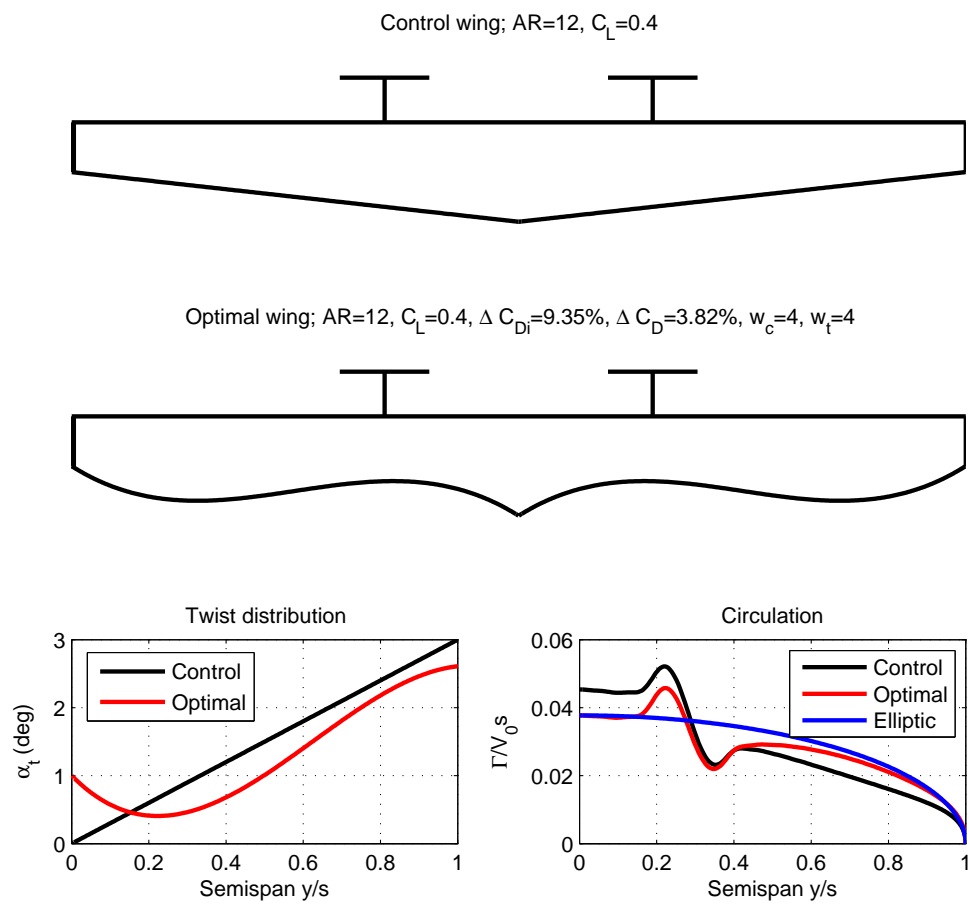 Control wing; AR=12, C_L=0.4
Optimal wing; AR=12, C_L=0.4, Δ C_Di=9.35%, Δ C_D=3.82%, w_c=4, w_t=4
Twist distribution
α_t (deg)
3
2
1
0
Control
Optimal
0 0.2 0.4 0.6 0.8 1
Semispan y/s
Circulation
Γ/V_0s
0.06
0.04
0.02
0
Control
Optimal
Elliptic
0 0.2 0.4 0.6 0.8 1
Semispan y/s